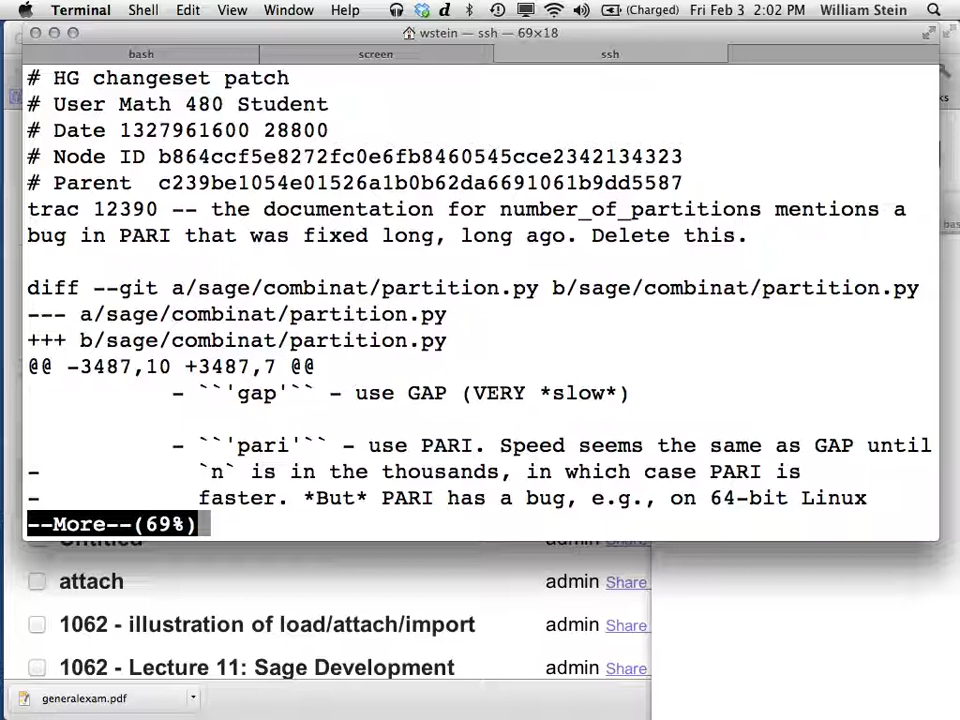 Terminal Shell Edit View Window Help (Charged) Fri Feb 3 2:02 PM William Stein
wstein — ssh — 69×18
bash screen ssh
# HG changeset patch
# User Math 480 Student
# Date 1327961600 28800
# Node ID b864ccf5e8272fc0e6fb8460545cce2342134323
# Parent  c239be1054e01526a1b0b62da6691061b9dd5587
trac 12390 -- the documentation for number_of_partitions mentions a
bug in PARI that was fixed long, long ago. Delete this.
diff --git a/sage/combinat/partition.py b/sage/combinat/partition.py
--- a/sage/combinat/partition.py
+++ b/sage/combinat/partition.py
@@ -3487,10 +3487,7 @@
- ``'gap'`` - use GAP (VERY *slow*)
- ``'pari'`` - use PARI. Speed seems the same as GAP until
- `n` is in the thousands, in which case PARI is
- faster. *But* PARI has a bug, e.g., on 64-bit Linux
--More--(69%)
Untitled admin Share
attach admin Share
1062 - illustration of load/attach/import admin Share
1062 - Lecture 11: Sage Development admin Share
generalexam.pdf